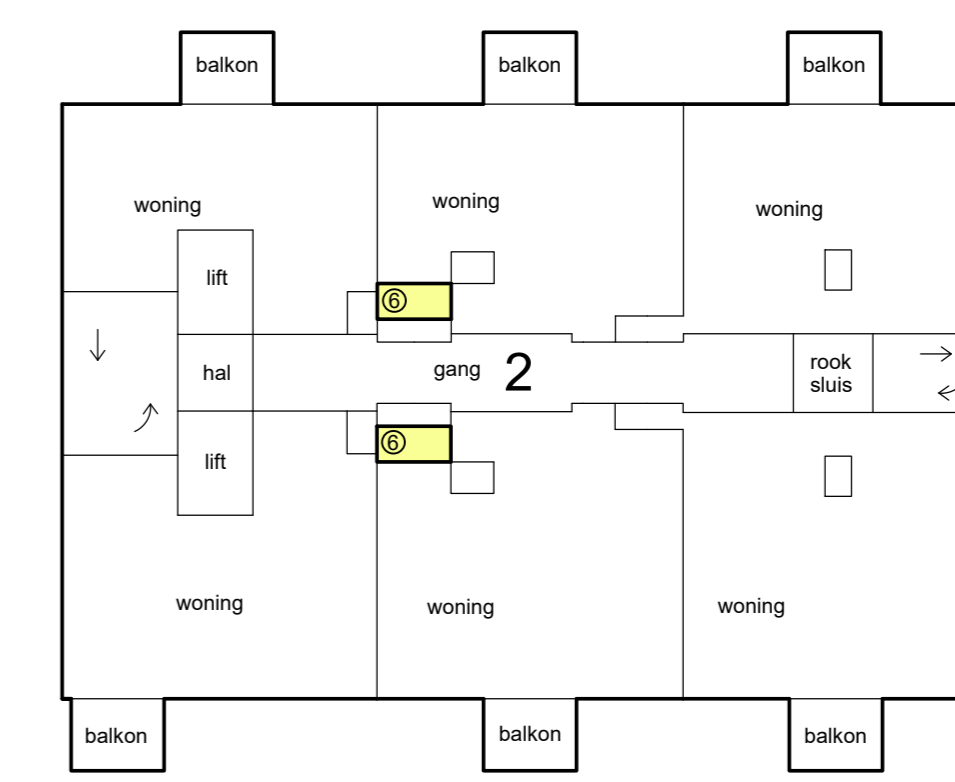 balkon
balkon
balkon
woning
woning
woning
lift
⑥
hal
gang
2
rook
sluis
⑥
lift
woning
woning
woning
balkon
balkon
balkon